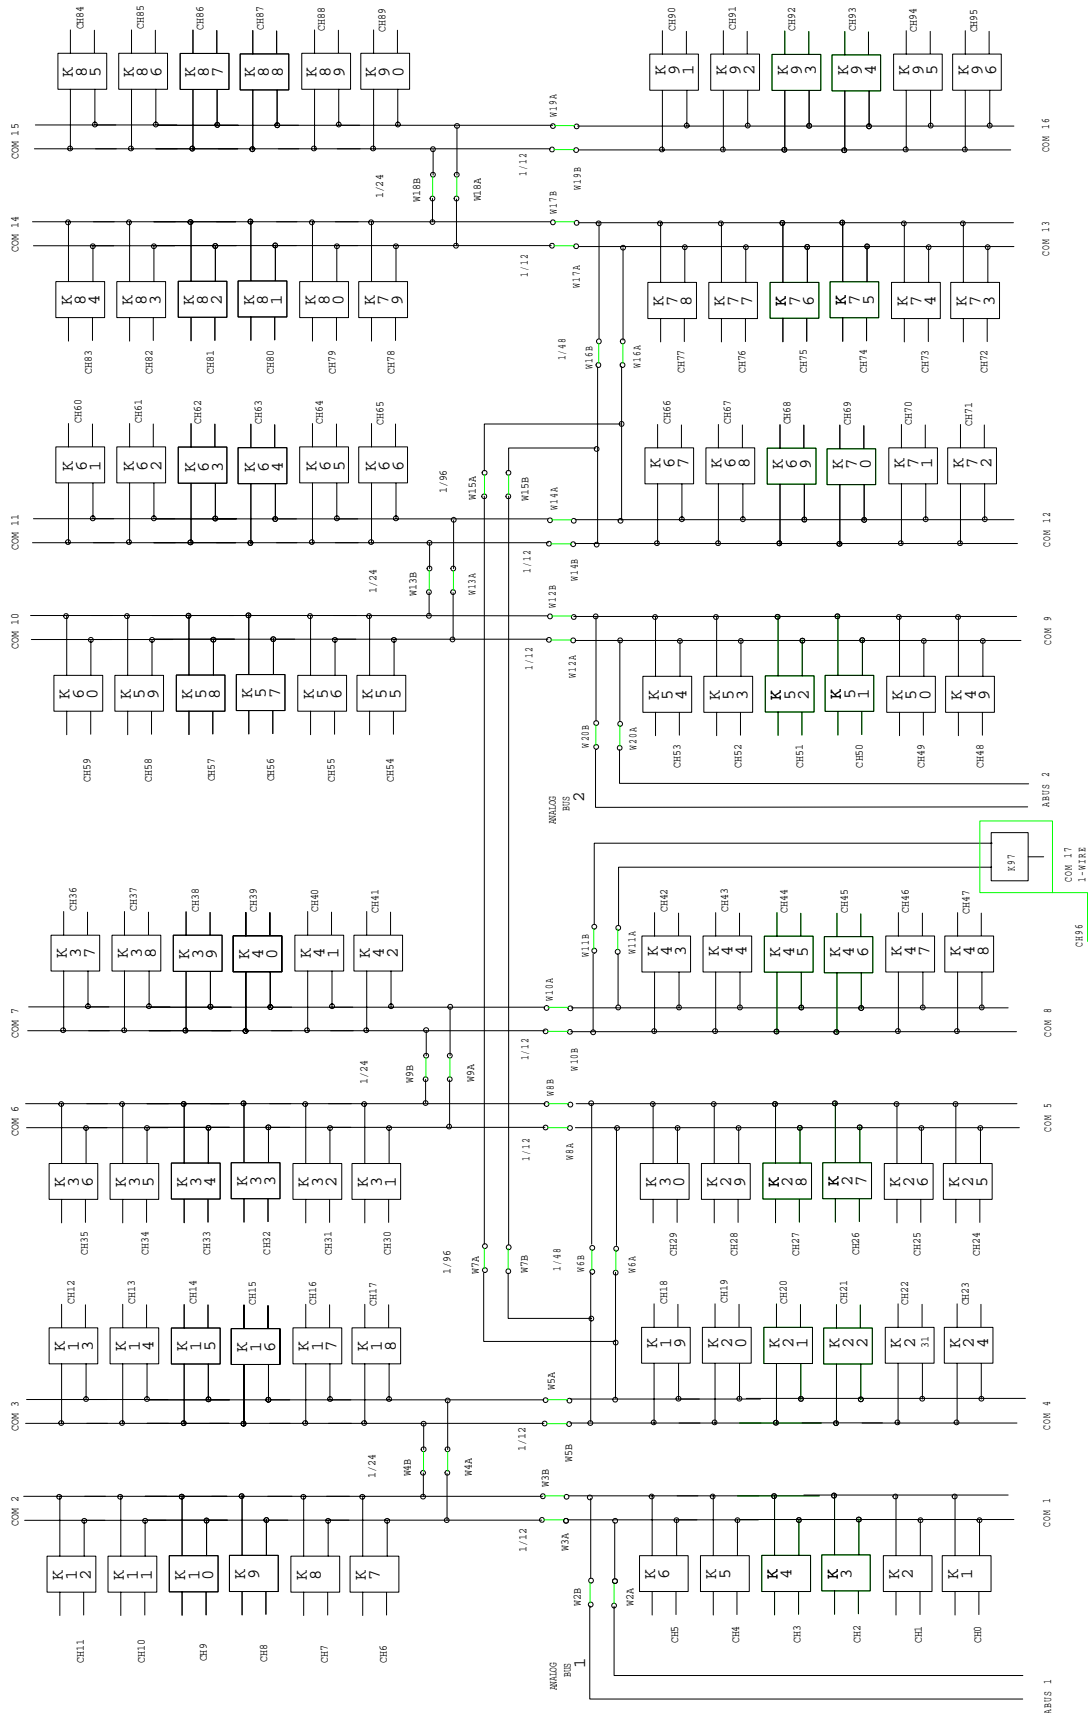 CH84
CH85
CH86
CH87
CH88
CH89
CH90
CH91
CH92
CH93
CH94
CH95
K85
K86
K87
K88
K89
K90
K91
K92
K93
K94
K95
K96
COM 15
W19A
COM 16
1/12
W19B
1/24
W18B
W18A
COM 14
W17B
COM 13
1/12
W17A
K84
K83
K82
K81
K80
K79
K78
K77
K76
K75
K74
K73
CH83
CH82
CH81
CH80
CH79
CH78
1/48
W16B
W16A
CH77
CH76
CH75
CH74
CH73
CH72
CH60
CH61
CH62
CH63
CH64
CH65
CH66
CH67
CH68
CH69
CH70
CH71
K61
K62
K63
K64
K65
K66
K67
K68
K69
K70
K71
K72
1/96
W15A
W15B
COM 11
W14A
COM 12
1/12
W14B
1/24
W13B
W13A
COM 10
W12B
COM 9
1/12
W12A
K60
K59
K58
K57
K56
K55
K54
K53
K52
K51
K50
K49
CH59
CH58
CH57
CH56
CH55
CH54
W20B
W20A
CH53
CH52
CH51
CH50
CH49
CH48
ANALOG
BUS 2
ABUS 2
K97
COM 17
1-WIRE
CH96
CH36
CH37
CH38
CH39
CH40
CH41
CH42
CH43
CH44
CH45
CH46
CH47
K37
K38
K39
K40
K41
K42
W11B
W11A
K43
K44
K45
K46
K47
K48
COM 7
W10A
COM 8
1/12
W10B
1/24
W9B
W9A
COM 6
W8B
COM 5
1/12
W8A
K36
K35
K34
K33
K32
K31
K30
K29
K28
K27
K26
K25
CH35
CH34
CH33
CH32
CH31
CH30
CH29
CH28
CH27
CH26
CH25
CH24
1/96
W7A
W7B
1/48
W6B
W6A
CH12
CH13
CH14
CH15
CH16
CH17
CH18
CH19
CH20
CH21
CH22
CH23
K13
K14
K15
K16
K17
K18
K19
K20
K21
K22
K231
K24
COM 3
W5A
COM 4
1/12
W5B
1/24
W4B
W4A
COM 2
W3B
COM 1
1/12
W3A
K12
K11
K10
K9
K8
K7
K6
K5
K4
K3
K2
K1
W2B
W2A
CH11
CH10
CH9
CH8
CH7
CH6
CH5
CH4
CH3
CH2
CH1
CH0
ANALOG
BUS 1
ABUS 1